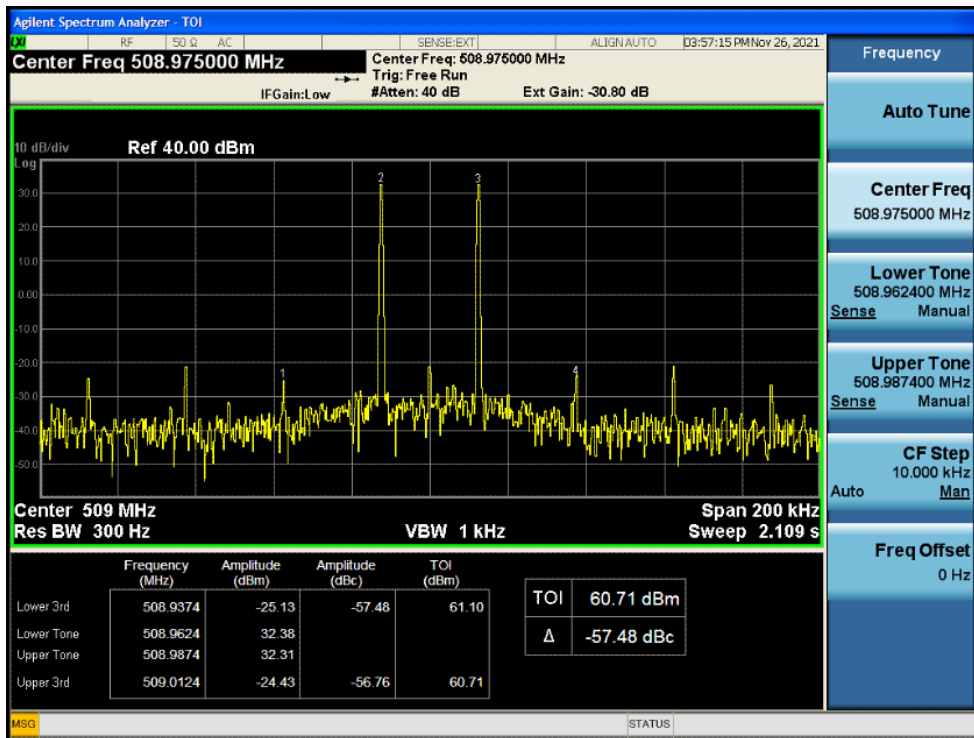 Agilent Spectrum Analyzer - TOI
LXI RF 50 Ω AC SENSE:EXT ALIGN AUTO 03:57:15 PM Nov 26, 2021
Center Freq 508.975000 MHz
Center Freq: 508.975000 MHz
Trig: Free Run
IFGain:Low #Atten: 40 dB Ext Gain: -30.80 dB
10 dB/div Ref 40.00 dBm
Log
30.0
20.0
10.0
0.00
-10.0
-20.0
-30.0
-40.0
-50.0
1 2 3 4
Center 509 MHz Span 200 kHz
Res BW 300 Hz VBW 1 kHz Sweep 2.109 s
Frequency (MHz) Amplitude (dBm) Amplitude (dBc) TOI (dBm)
Lower 3rd 508.9374 -25.13 -57.48 61.10
Lower Tone 508.9624 32.38
Upper Tone 508.9874 32.31
Upper 3rd 509.0124 -24.43 -56.76 60.71
TOI 60.71 dBm
Δ -57.48 dBc
MSG STATUS
Frequency
Auto Tune
Center Freq
508.975000 MHz
Lower Tone
508.962400 MHz
Sense Manual
Upper Tone
508.987400 MHz
Sense Manual
CF Step
10.000 kHz
Auto Man
Freq Offset
0 Hz